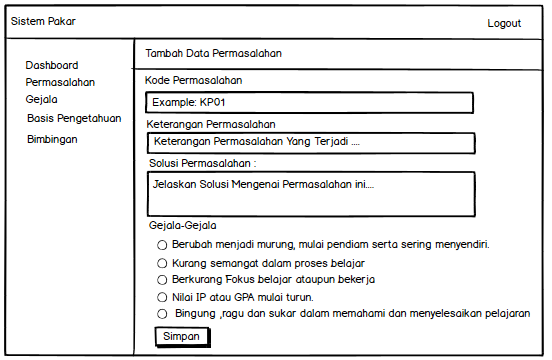 Sistem Pakar
Logout
Dashboard
Permasalahan
Gejala
Basis Pengetahuan
Bimbingan
Tambah Data Permasalahan
Kode Permasalahan
Example: KP01
Keterangan Permasalahan
Keterangan Permasalahan Yang Terjadi ....
Solusi Permasalahan :
Jelaskan Solusi Mengenai Permasalahan ini....
Gejala-Gejala
Berubah menjadi murung, mulai pendiam serta sering menyendiri.
Kurang semangat dalam proses belajar
Berkurang Fokus belajar ataupun bekerja
Nilai IP atau GPA mulai turun.
Bingung ,ragu dan sukar dalam memahami dan menyelesaikan pelajaran
Simpan